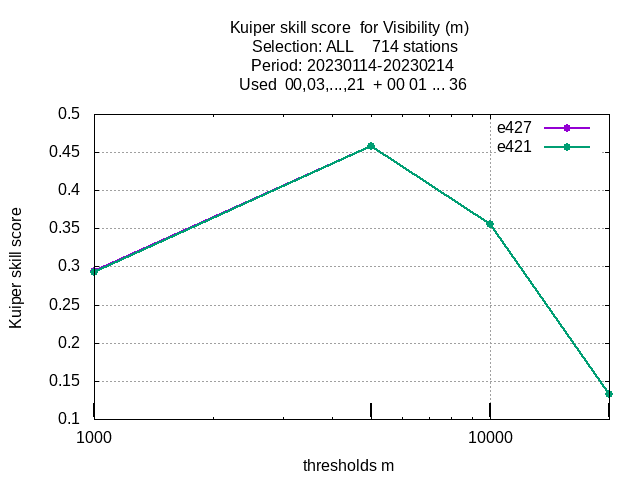 Kuiper skill score  for Visibility (m)
Selection: ALL    714 stations
Period: 20230114-20230214
Used  00,03,...,21  + 00 01 ... 36
e427
e421
0.5
0.45
0.4
0.35
0.3
0.25
0.2
0.15
0.1
Kuiper skill score
1000
10000
thresholds m